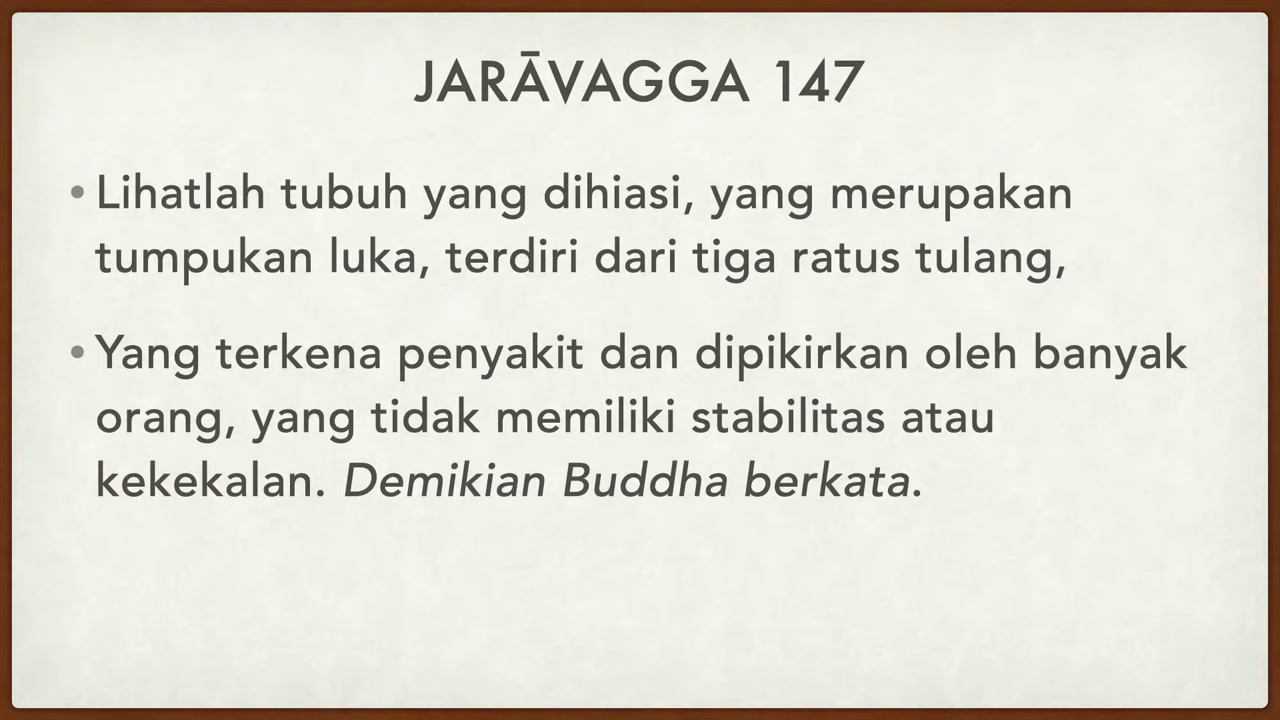 JARĀVAGGA 147
• Lihatlah tubuh yang dihiasi, yang merupakan
tumpukan luka, terdiri dari tiga ratus tulang,
• Yang terkena penyakit dan dipikirkan oleh banyak
orang, yang tidak memiliki stabilitas atau
kekekalan. Demikian Buddha berkata.